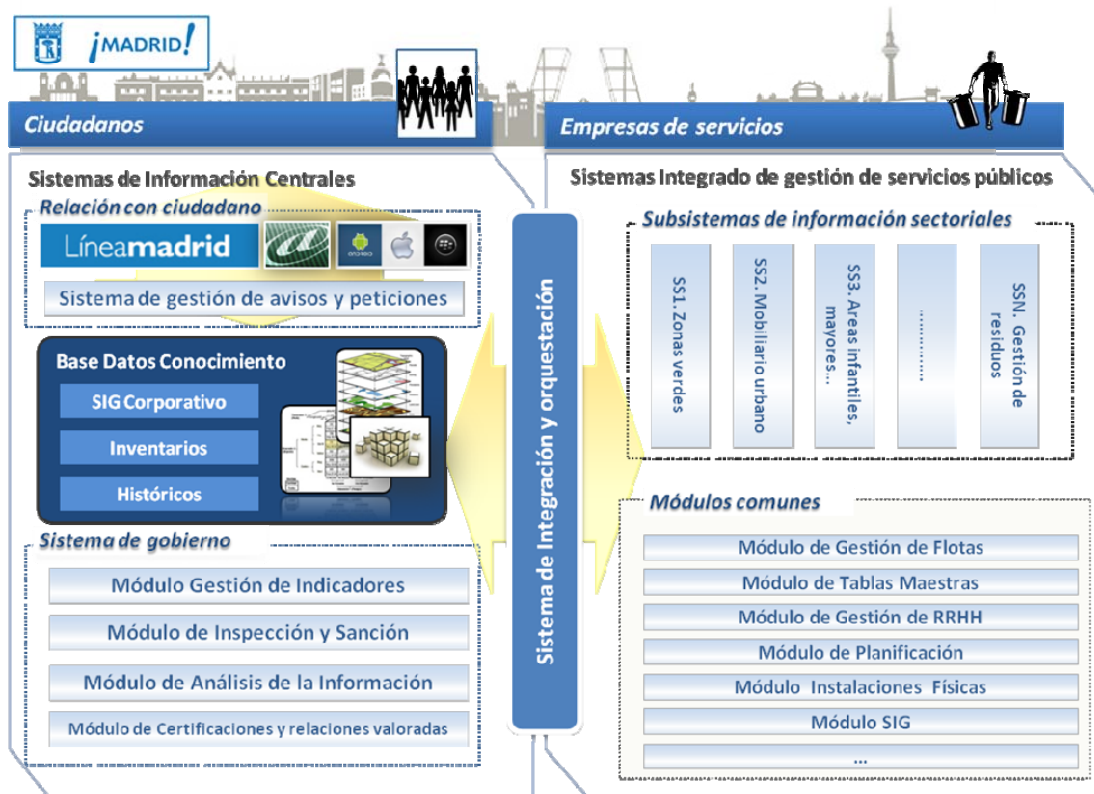 ¡MADRID!
Ciudadanos
Empresas de servicios
Sistemas de Información Centrales
Relación con ciudadano
Líneamadrid
ANDROID
Sistema de gestión de avisos y peticiones
Base Datos Conocimiento
SIG Corporativo
Inventarios
Históricos
Sistema de gobierno
Módulo Gestión de Indicadores
Módulo de Inspección y Sanción
Módulo de Análisis de la Información
Módulo de Certificaciones y relaciones valoradas
Sistema de Integración y orquestación
Sistemas Integrado de gestión de servicios públicos
Subsistemas de información sectoriales
SS1. Zonas verdes
SS2. Mobiliario urbano
SS3. Areas infantiles,
mayores...
............
SSN. Gestión de
residuos
Módulos comunes
Módulo de Gestión de Flotas
Módulo de Tablas Maestras
Módulo de Gestión de RRHH
Módulo de Planificación
Módulo Instalaciones Físicas
Módulo SIG
...